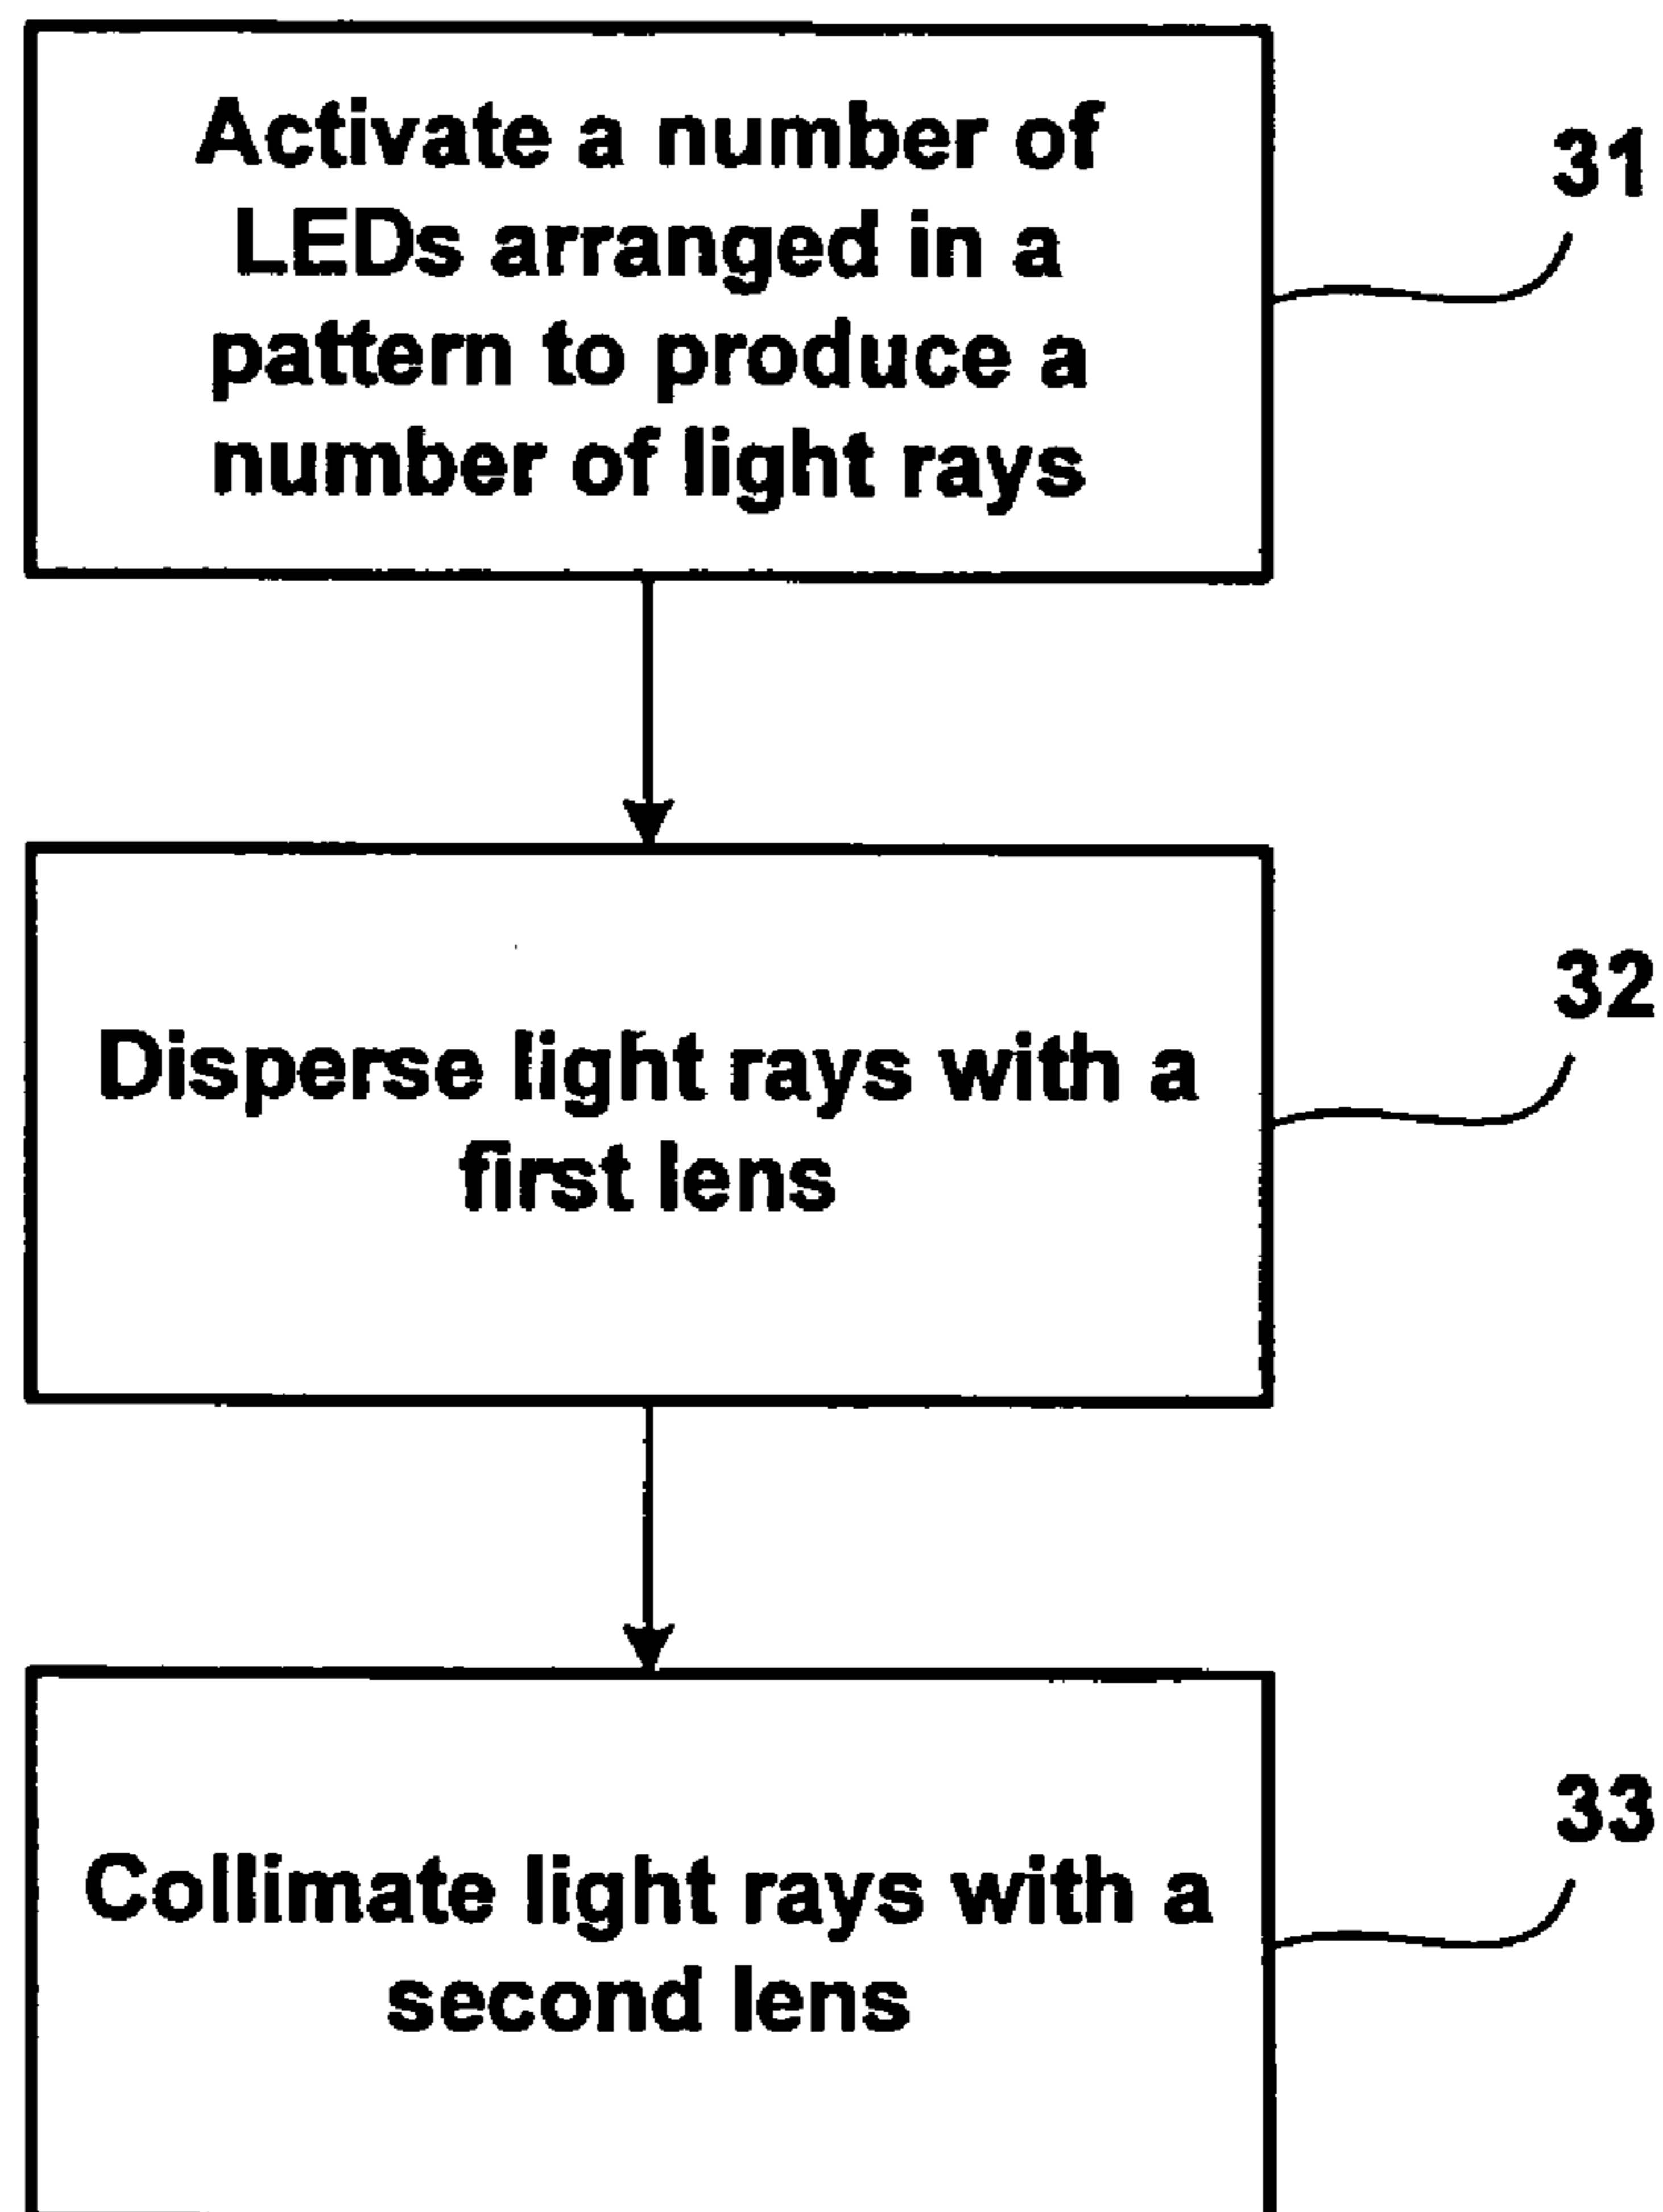 Activate a number of
LEDs arranged in a
pattern to produce a
number of light rays
31
Disperse light rays with a
first lens
32
Collimate light rays with a
second lens
33